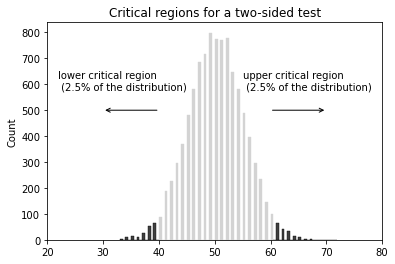 Critical regions for a two-sided test
800
700
600
500
400
300
200
100
0
Count
lower critical region
(2.5% of the distribution)
upper critical region
(2.5% of the distribution)
20
30
40
50
60
70
80